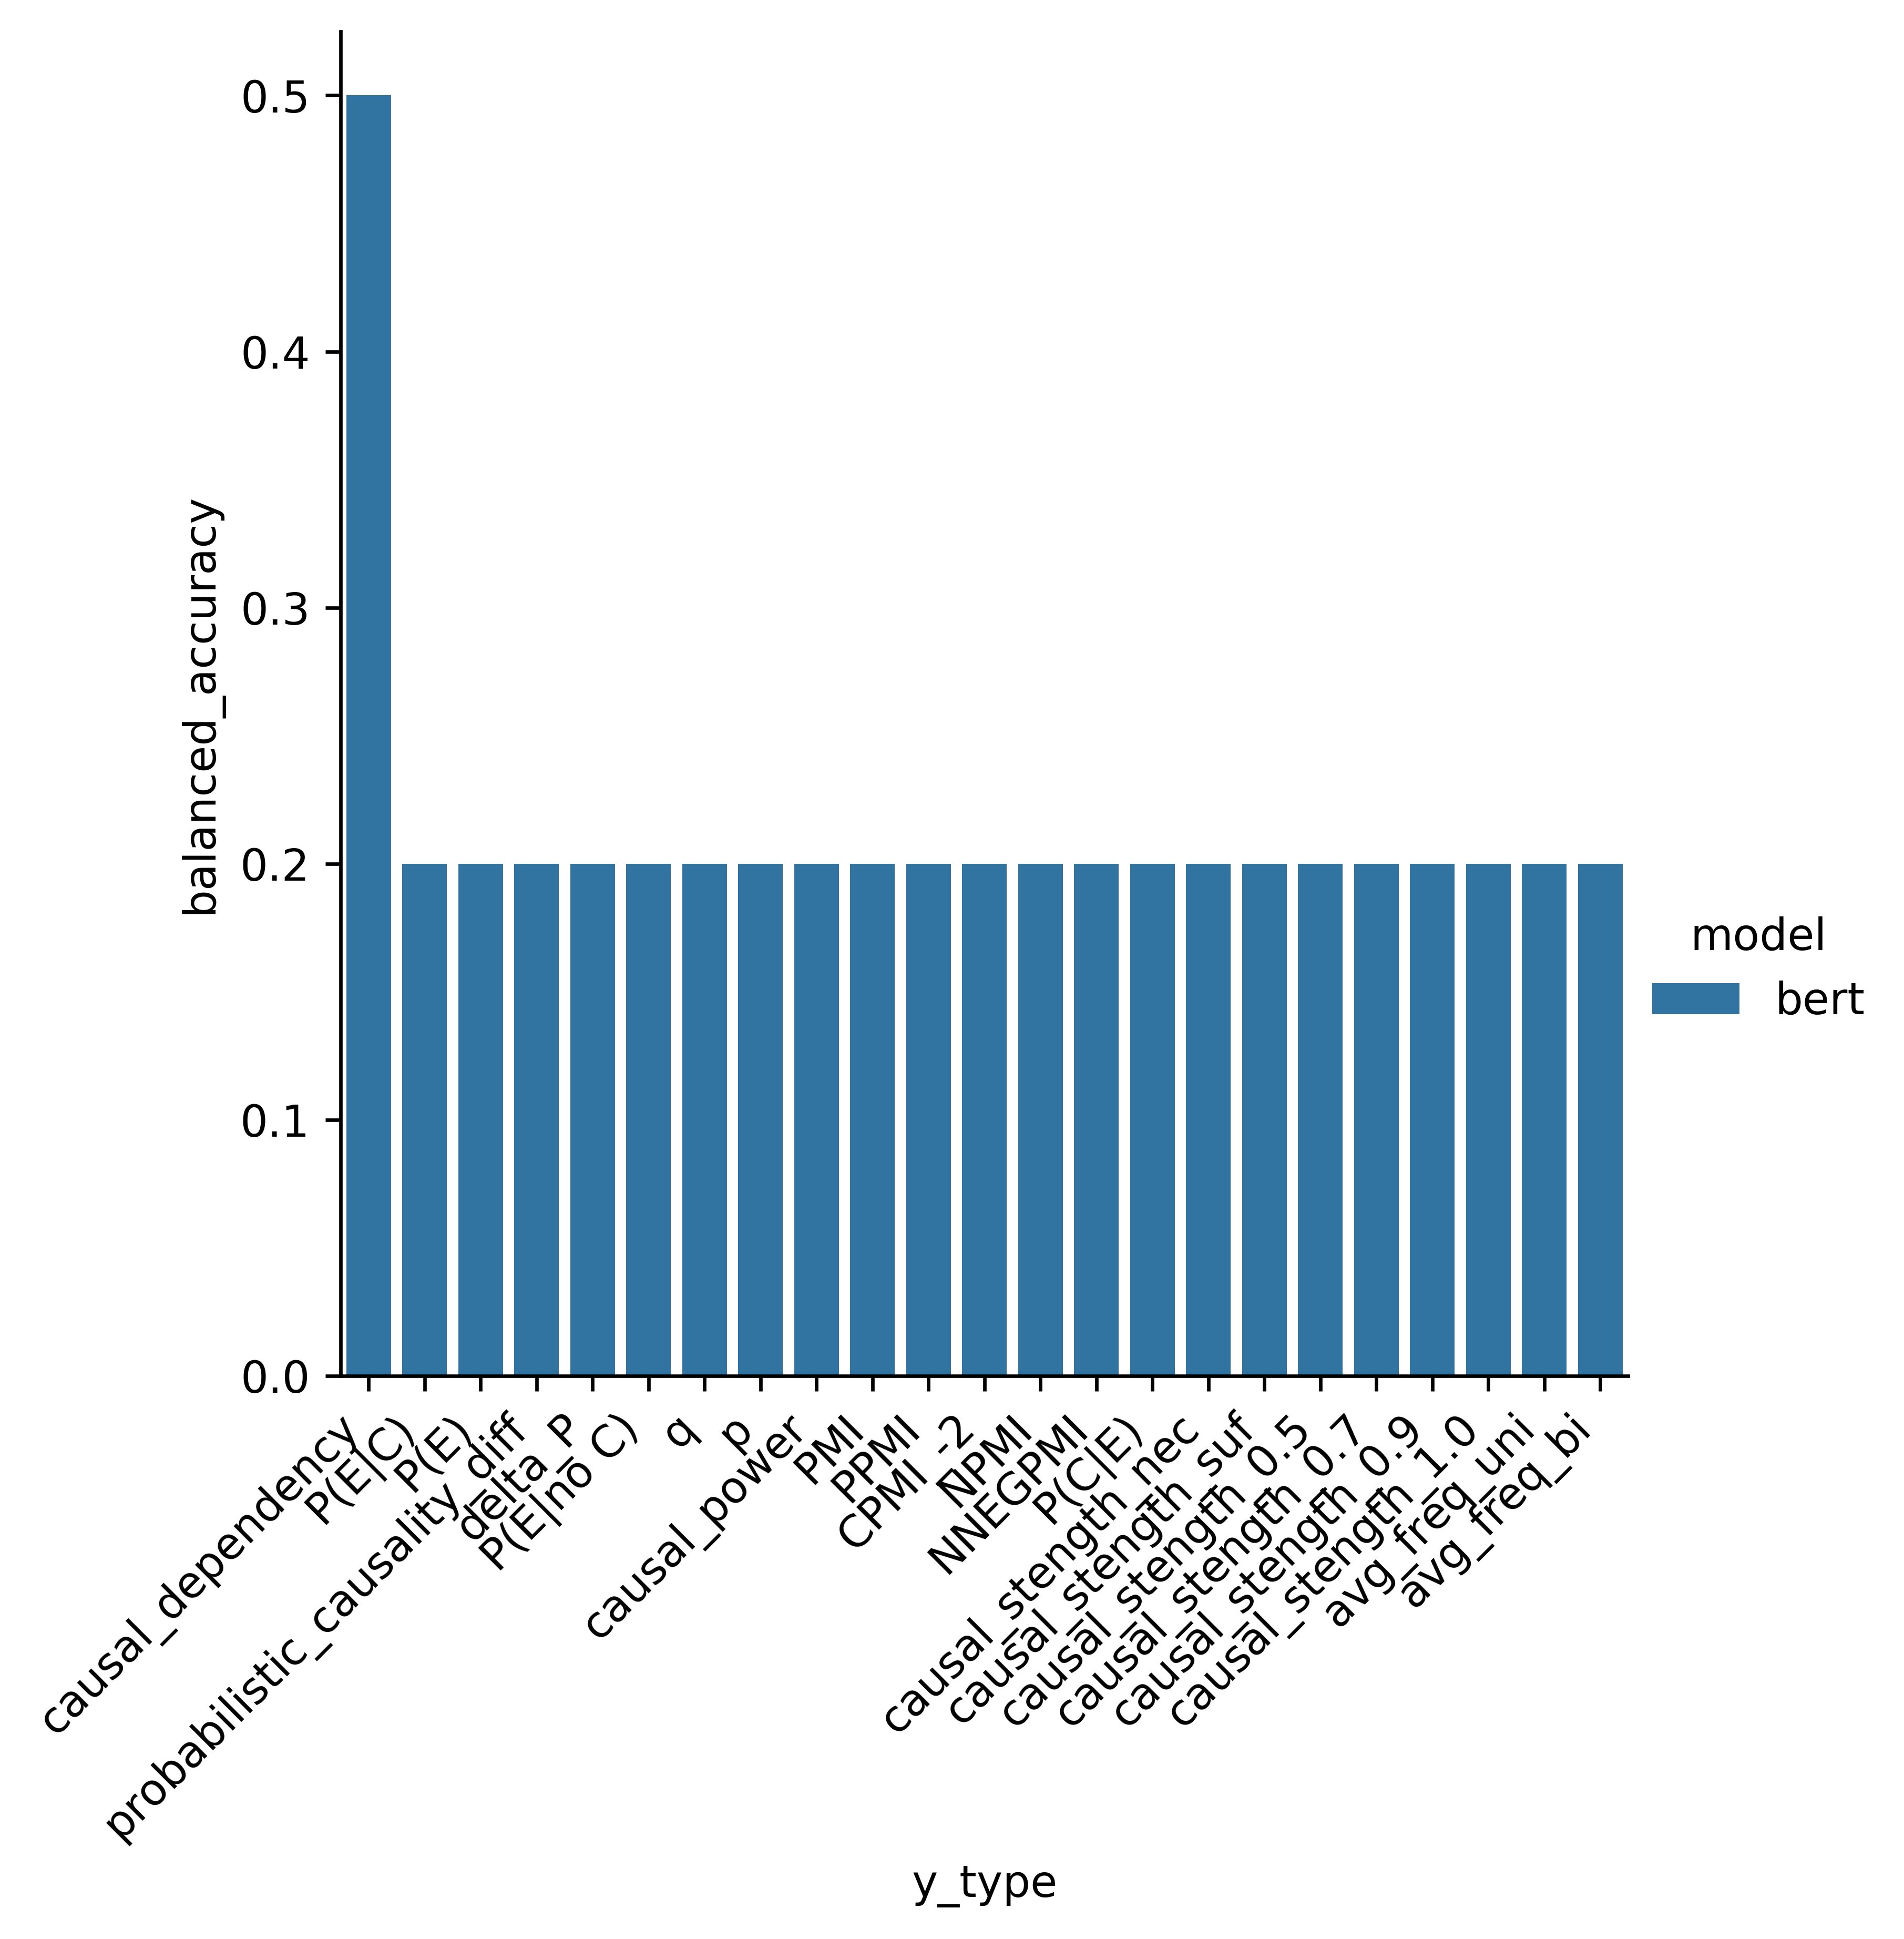 0.5
0.4
0.3
0.2
0.1
0.0
balanced_accuracy
causal_dependency
P(E|C)
P(E)
probabilistic_causality_diff
delta_P
P(E|no C)
q
p
causal_power
PMI
PPMI
CPMI_-2
NPMI
NNEGPMI
P(C|E)
causal_stength_nec
causal_stength_suf
causal_stength_0.5
causal_stength_0.7
causal_stength_0.9
causal_stength_1.0
avg_freq_uni
avg_freq_bi
y_type
model
bert